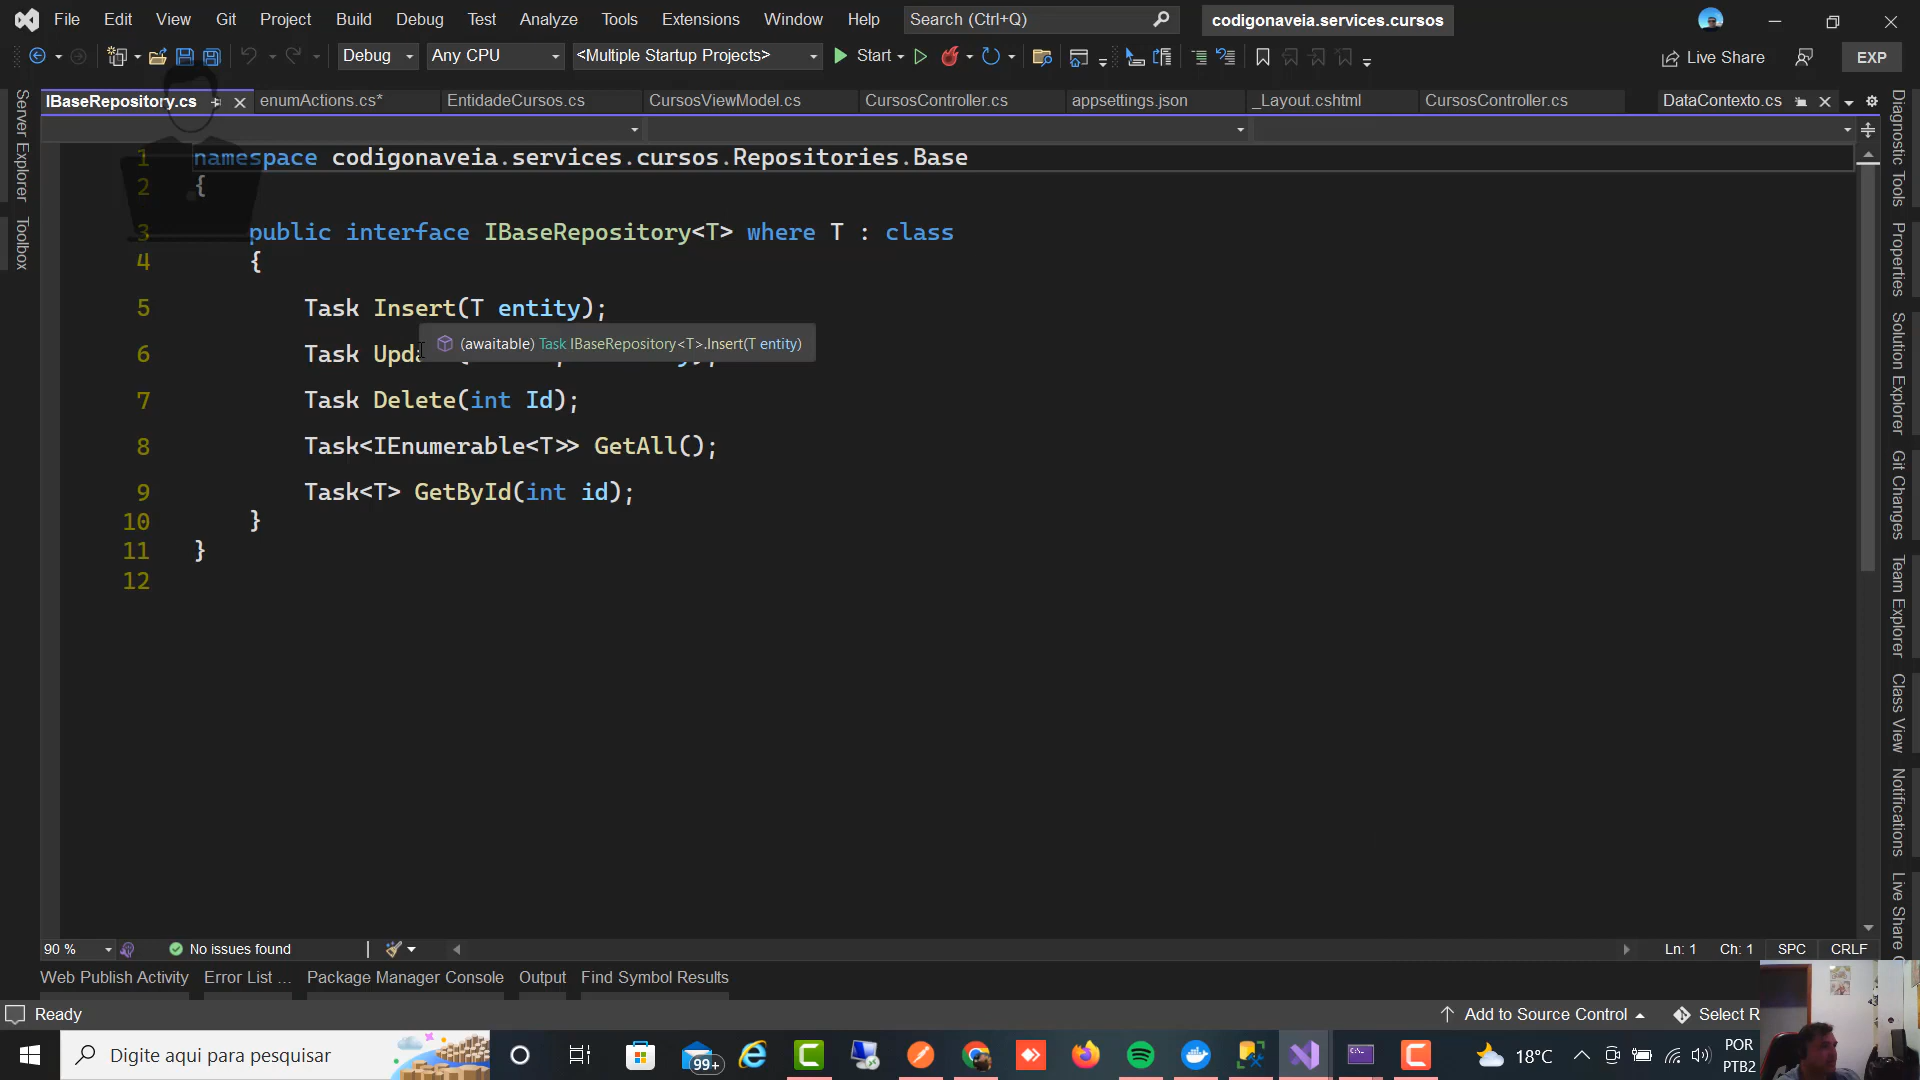 File Edit View Git Project Build Debug Test Analyze Tools Extensions Window Help Search (Ctrl+Q) codigonaveia.services.cursos
Debug Any CPU <Multiple Startup Projects> Start Live Share EXP
IBaseRepository.cs enumActions.cs* EntidadeCursos.cs CursosViewModel.cs CursosController.cs appsettings.json _Layout.cshtml CursosController.cs DataContexto.cs
Server Explorer
Toolbox
1 namespace codigonaveia.services.cursos.Repositories.Base
2 {
3 public interface IBaseRepository<T> where T : class
4 {
5 Task Insert(T entity);
(awaitable) Task IBaseRepository<T>.Insert(T entity)
6 Task
7 Task Delete(int Id);
8 Task<IEnumerable<T>> GetAll();
9 Task<T> GetById(int id);
10 }
11 }
12
Diagnostic Tools
Properties
Solution Explorer
Git Changes
Team Explorer
Class View
Notifications
Live Share
90 % No issues found Ln: 1 Ch: 1 SPC CRLF
Web Publish Activity Error List ... Package Manager Console Output Find Symbol Results
Ready Add to Source Control Select R
Digite aqui para pesquisar 99+ 18°C POR
PTB2